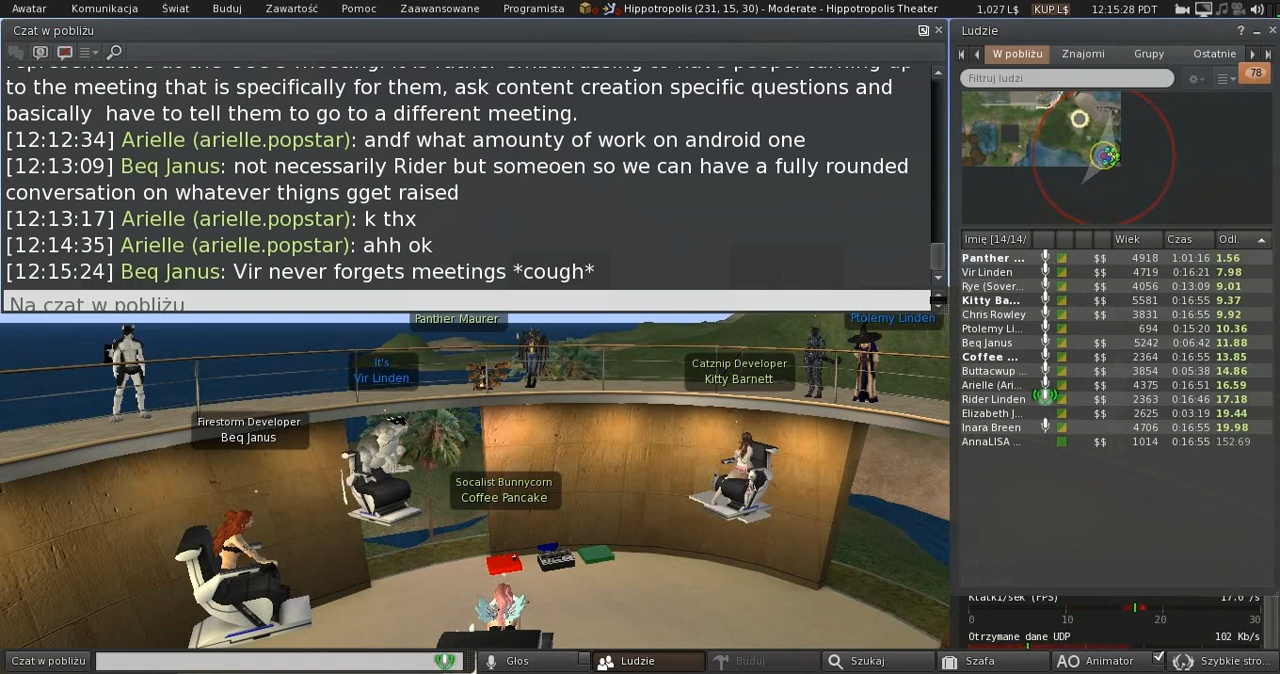 Awatar Komunikacja Świat Buduj Zawartość Pomoc Zaawansowane Programista Hippotropolis (231, 15, 30) - Moderate - Hippotropolis Theater 1,027 L$ KUP L$ 12:15:28 PDT
Czat w pobliżu
to the meeting that is specifically for them, ask content creation specific questions and
basically have to tell them to go to a different meeting.
[12:12:34] Arielle (arielle.popstar): andf what amounty of work on android one
[12:13:09] Beq Janus: not necessarily Rider but someoen so we can have a fully rounded
conversation on whatever thigns gget raised
[12:13:17] Arielle (arielle.popstar): k thx
[12:14:35] Arielle (arielle.popstar): ahh ok
[12:15:24] Beq Janus: Vir never forgets meetings *cough*
Na czat w pobliżu
Panther Maurer
Ptolemy Linden
It's...
Vir Linden
Catznip Developer
Kitty Barnett
Firestorm Developer
Beq Janus
Socalist Bunnycorn
Coffee Pancake
Ludzie
W pobliżu Znajomi Grupy Ostatnie
Filtruj ludzi
78
Imię [14/14/ Wiek Czas Odl.
Panther ... $$ 4918 1:01:16 1.56
Vir Linden $$ 4719 0:16:21 7.98
Rye (Sover... $$ 4056 0:13:09 9.01
Kitty Ba... $$ 5581 0:16:55 9.37
Chris Rowley $$ 3831 0:16:55 9.92
Ptolemy Li... 694 0:15:20 10.36
Beq Janus $$ 5242 0:06:42 11.88
Coffee ... $$ 2364 0:16:55 13.85
Buttacwup ... $$ 3854 0:05:38 14.86
Arielle (Ari... $$ 4375 0:16:51 16.59
Rider Linden $$ 2363 0:16:46 17.18
Elizabeth J... $$ 2625 0:03:19 19.44
Inara Breen 4706 0:16:55 19.98
AnnaLISA ... $$ 1014 0:16:55 152.69
Klatki/sek (FPS) 17.0 /s
0 10 20 30
Otrzymane dane UDP 102 Kb/s
Czat w pobliżu Głos Ludzie Buduj Szukaj Szafa AO Animator Szybkie stro...